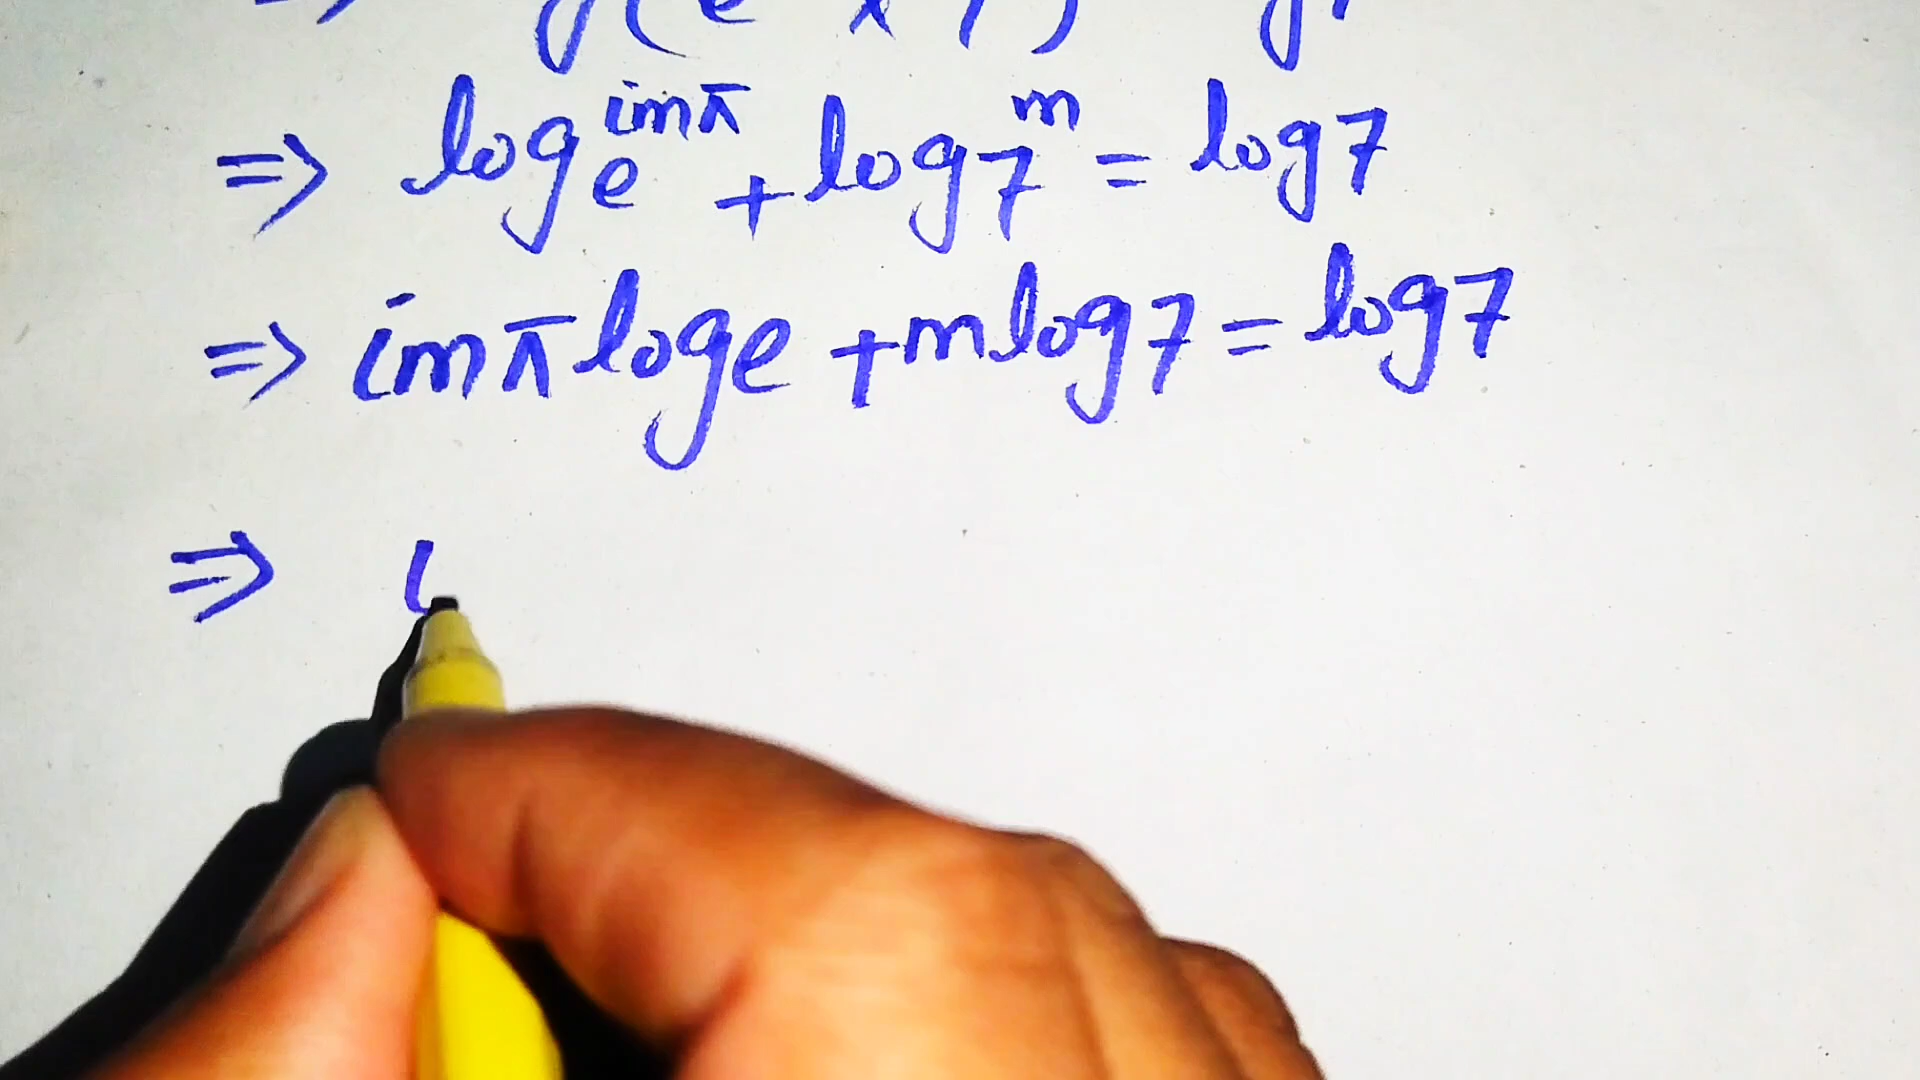 ⇒ log e^{imπ} + log 7^m = log 7
⇒ imπ log e + m log 7 = log 7
⇒ i